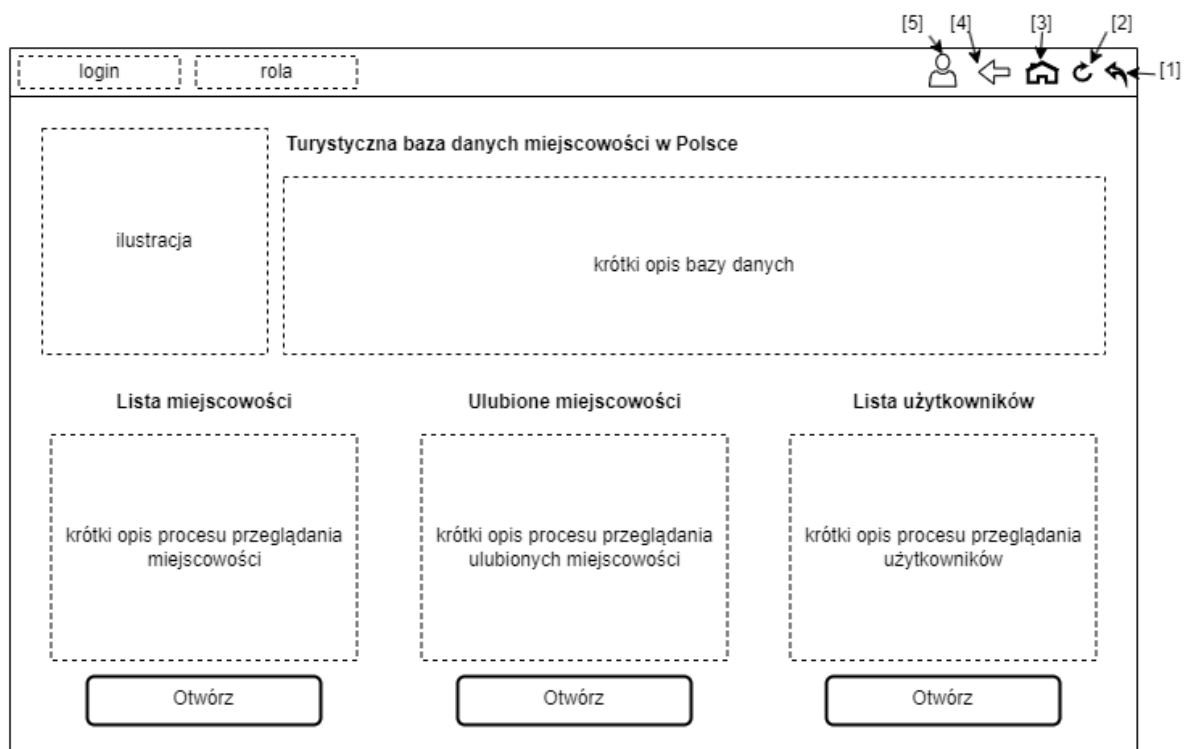 [5] [4] [3] [2]
[1]
login rola
Turystyczna baza danych miejscowości w Polsce
ilustracja
krótki opis bazy danych
Lista miejscowości
krótki opis procesu przeglądania
miejscowości
Otwórz
Ulubione miejscowości
krótki opis procesu przeglądania
ulubionych miejscowości
Otwórz
Lista użytkowników
krótki opis procesu przeglądania
użytkowników
Otwórz